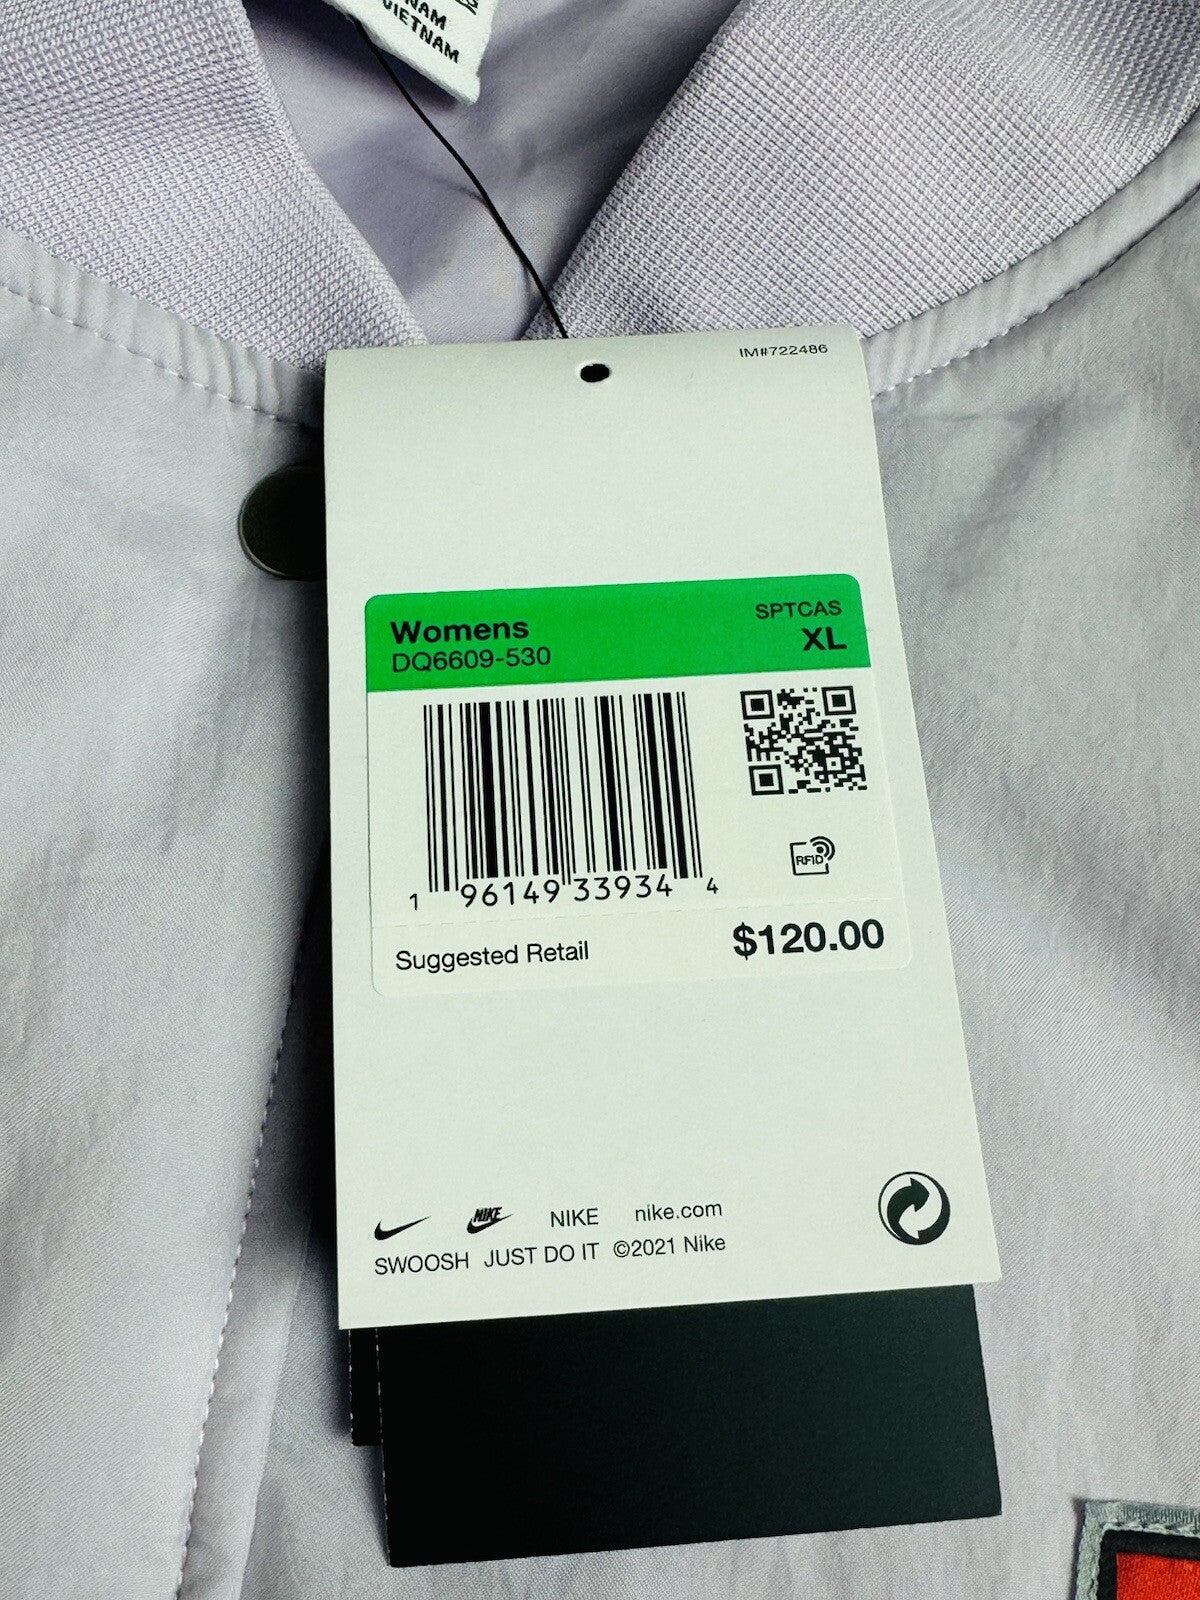 VIETNAM
IM#722486
Womens
DQ6609-530
SPTCAS
XL
RFID
1 96149 33934 4
Suggested Retail
$120.00
NIKE NIKE nike.com
SWOOSH JUST DO IT ©2021 Nike